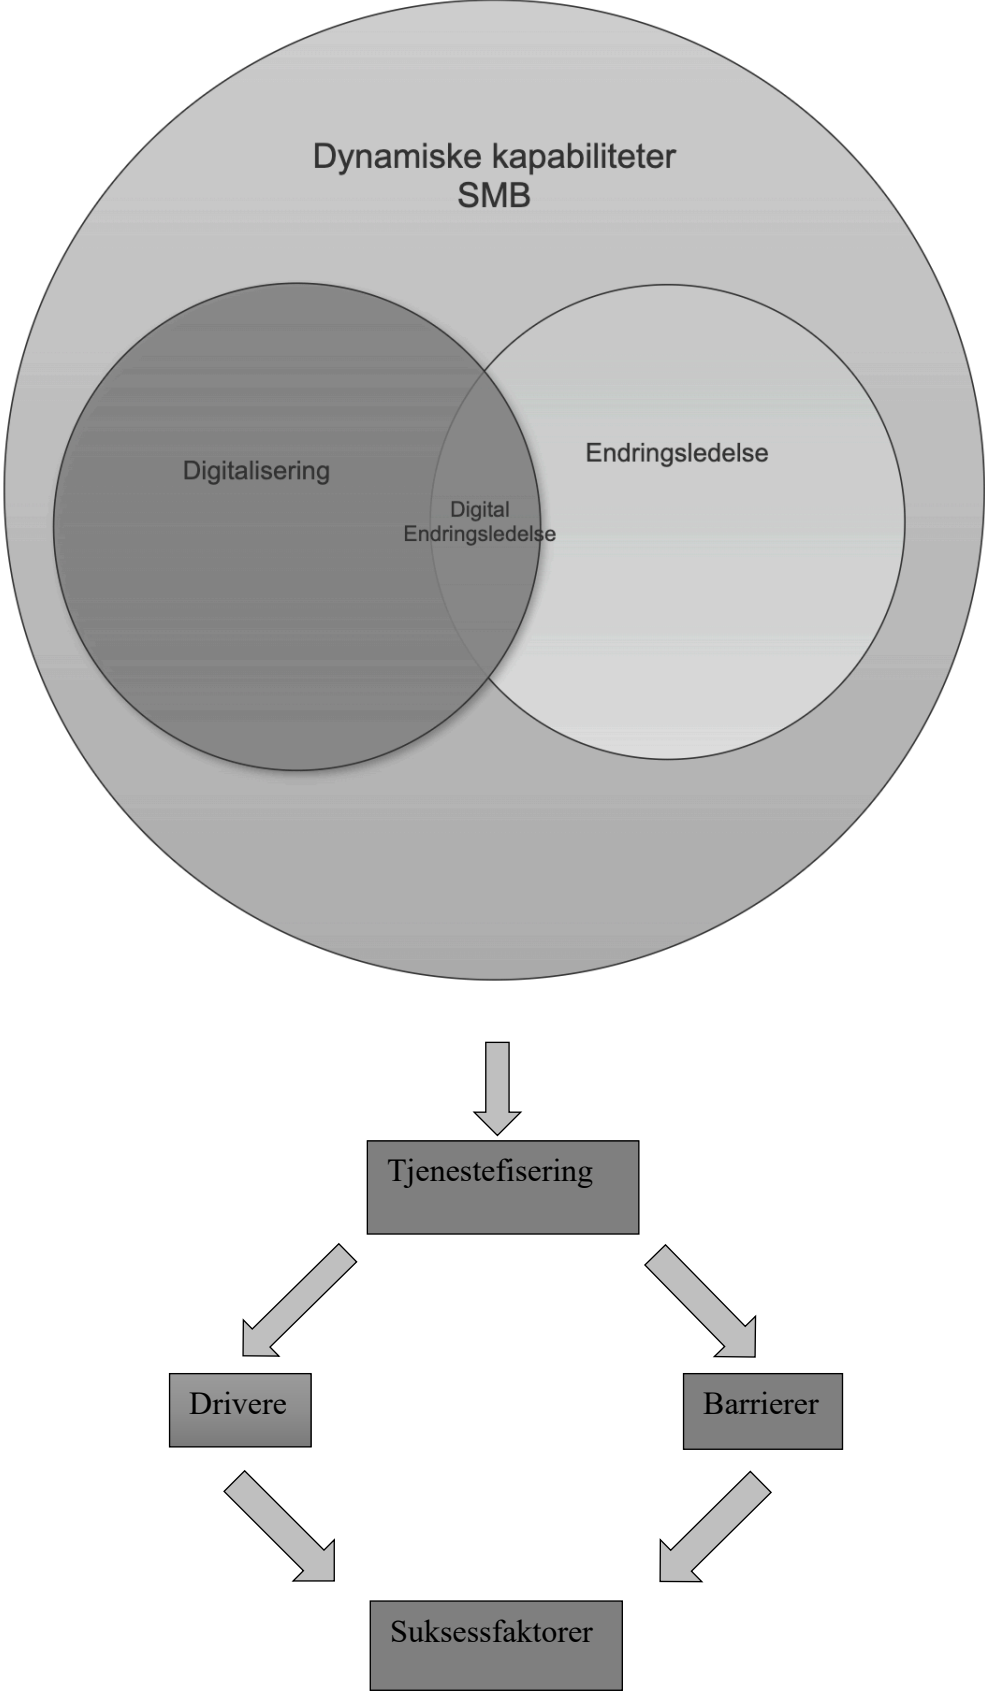 Dynamiske kapabiliteter
SMB
Digitalisering
Endringsledelse
Digital
Endringsledelse
Tjenestefisering
Drivere
Barrierer
Suksessfaktorer